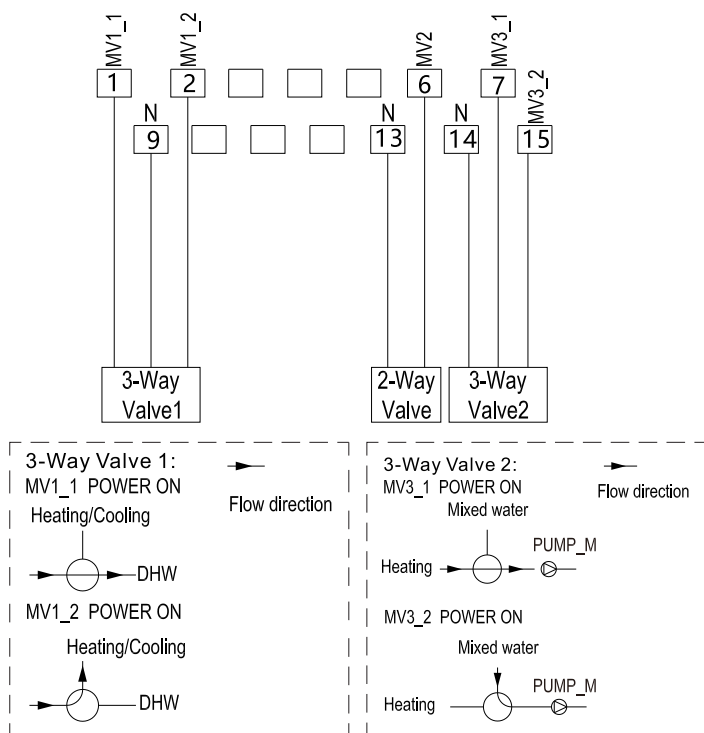 MV1_1
MV1_2
MV2
MV3_1
MV3_2
1
2
6
7
N
9
N
13
N
14
15
3-Way
Valve1
2-Way
Valve
3-Way
Valve2
3-Way Valve 1:
MV1_1 POWER ON
Flow direction
Heating/Cooling
DHW
MV1_2 POWER ON
Heating/Cooling
DHW
3-Way Valve 2:
MV3_1 POWER ON
Flow direction
Mixed water
PUMP_M
Heating
MV3_2 POWER ON
Mixed water
PUMP_M
Heating